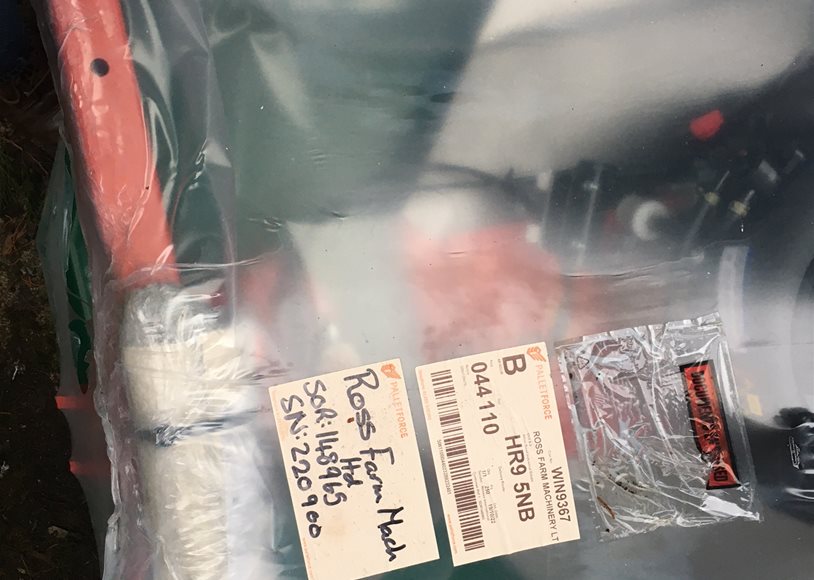 PALLETFORCE
Ross Farm Mach
Ltd
SOR: 148965
SN: 220900
PALLETFORCE
B
044110
WIN9367
ROSS FARM MACHINERY LT
HR9 5NB